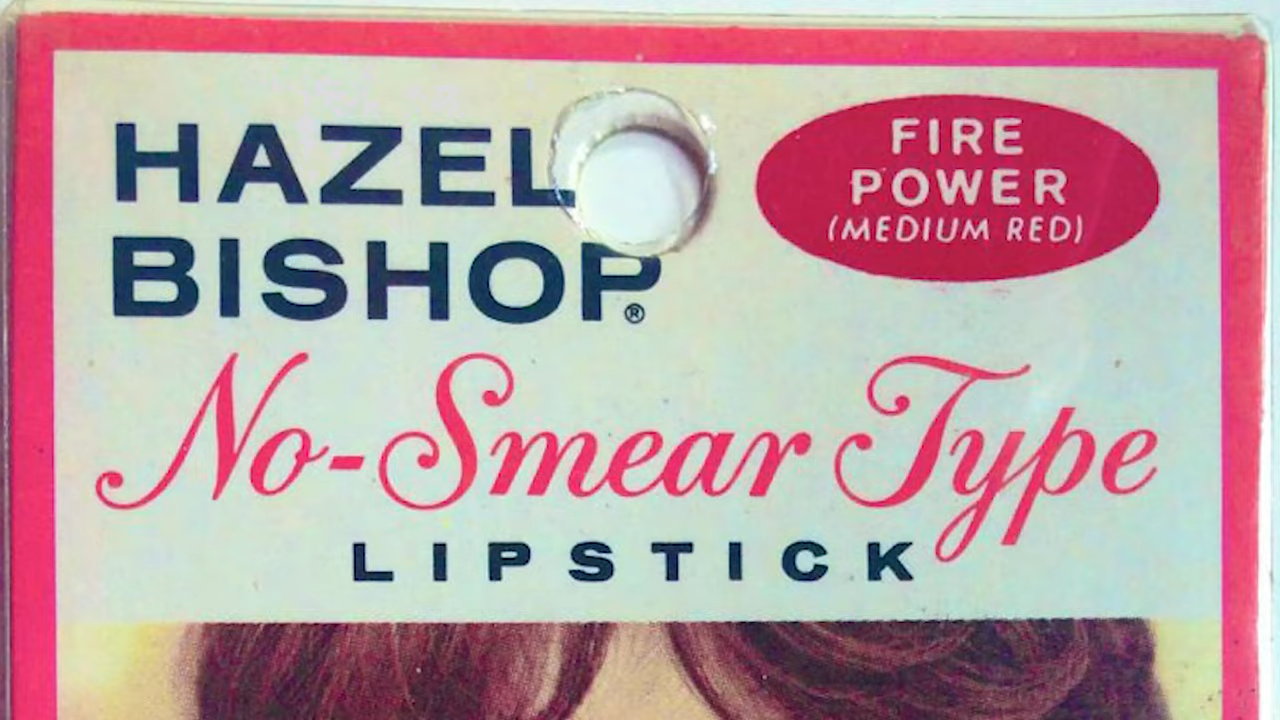 HAZEL
BISHOP®
FIRE
POWER
(MEDIUM RED)
No-Smear Type
LIPSTICK